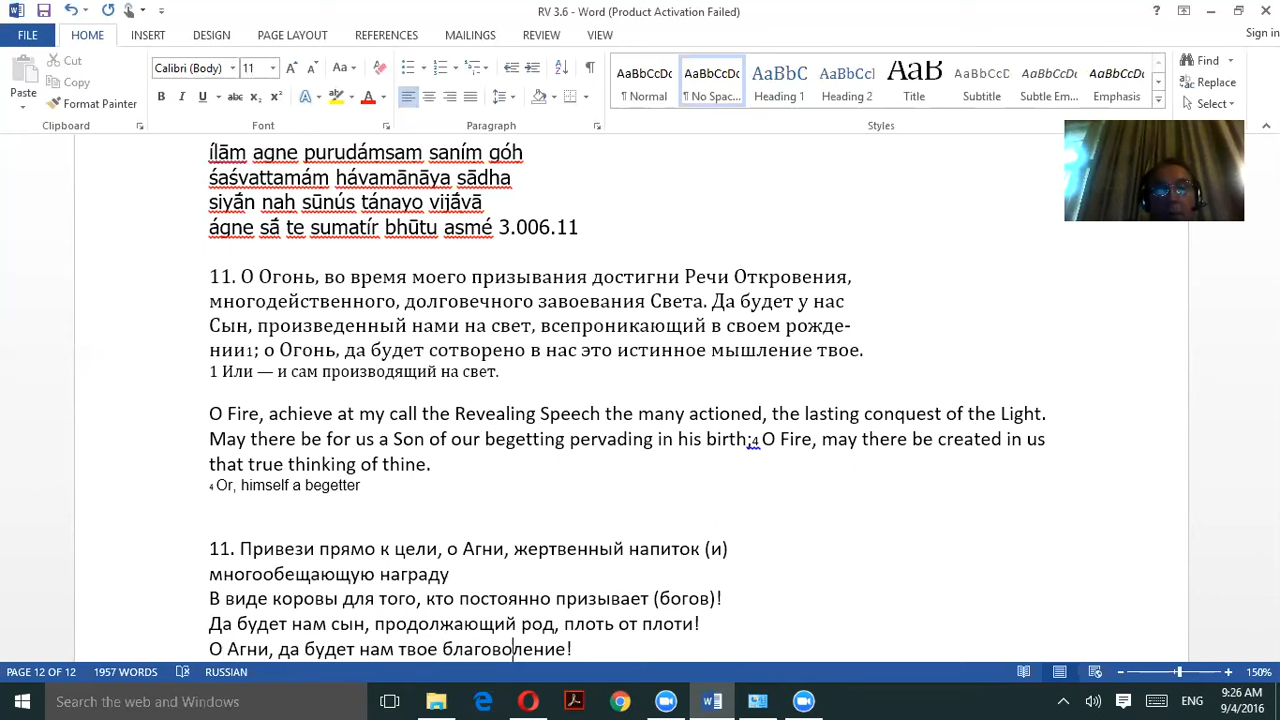 RV 3.6 - Word (Product Activation Failed)
Sign in
FILE HOME INSERT DESIGN PAGE LAYOUT REFERENCES MAILINGS REVIEW VIEW
Paste
Cut
Copy
Format Painter
Calibri (Body) 11
AaBbCcDc AaBbCcDc AaBbC AaBbCcl AaB AaBbCcD AaBbCcDc AaBbCcDc
¶ Normal ¶ No Spac... Heading 1 Heading 2 Title Subtitle Subtle Em... Emphasis
Find
Replace
Select
Clipboard Font Paragraph Styles
íḷām agne purudáṃsaṃ saníṃ góḥ
śaśvattamáṃ hávamānāya sādha
siyā́n naḥ sūnús tánayo vijā́vā
ágne sā́ te sumatír bhūtu asmé 3.006.11
11. О Огонь, во время моего призывания достигни Речи Откровения,
многодейственного, долговечного завоевания Света. Да будет у нас
Сын, произведенный нами на свет, всепроникающий в своем рожде-
нии1; о Огонь, да будет сотворено в нас это истинное мышление твое.
1 Или — и сам производящий на свет.
O Fire, achieve at my call the Revealing Speech the many actioned, the lasting conquest of the Light.
May there be for us a Son of our begetting pervading in his birth;4 O Fire, may there be created in us
that true thinking of thine.
4 Or, himself a begetter
11. Привези прямо к цели, о Агни, жертвенный напиток (и)
многообещающую награду
В виде коровы для того, кто постоянно призывает (богов)!
Да будет нам сын, продолжающий род, плоть от плоти!
О Агни, да будет нам твое благоволение!
PAGE 12 OF 12 1957 WORDS RUSSIAN 150%
Search the web and Windows
ENG
9:26 AM
9/4/2016